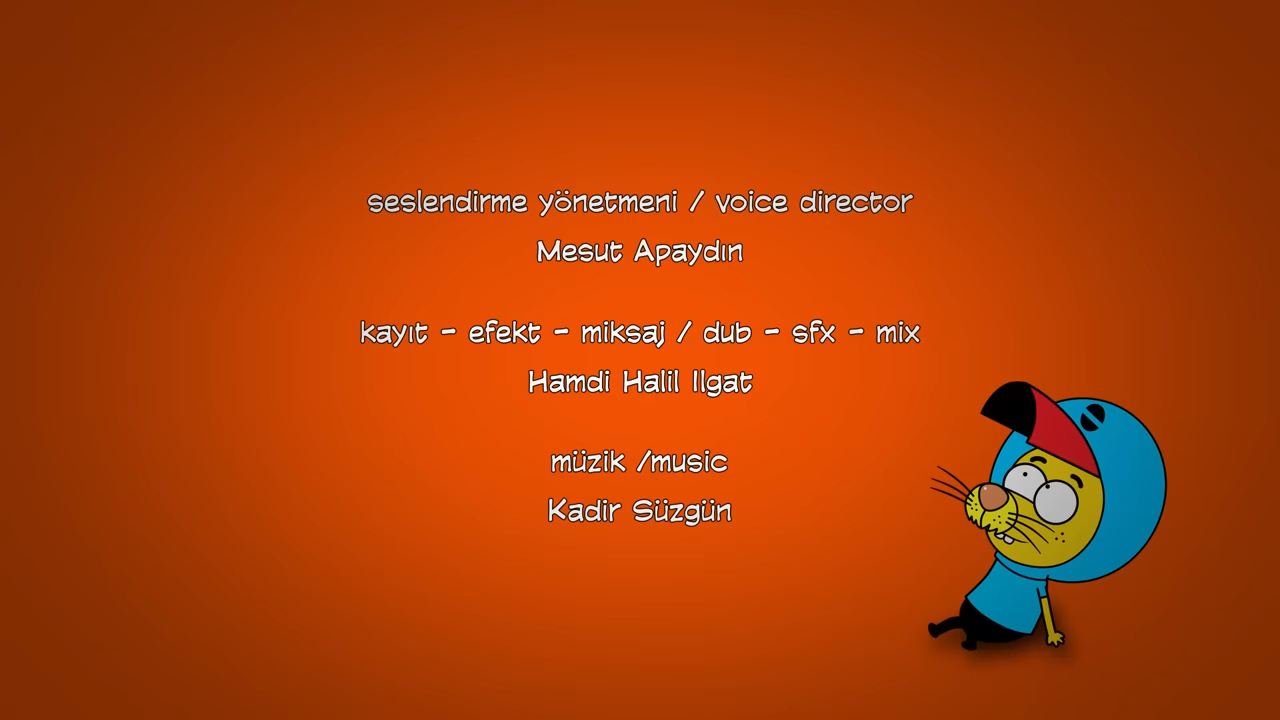 seslendirme yönetmeni / voice director
Mesut Apaydın
kayıt - efekt - miksaj / dub - sfx - mix
Hamdi Halil Ilgat
müzik /music
Kadir Süzgün